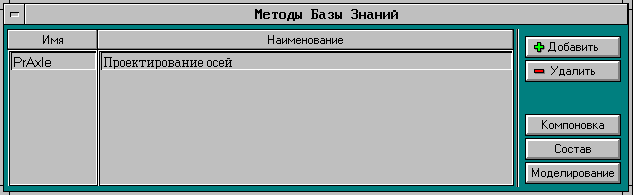 Методы Базы Знаний
Имя Наименование
PrAxle Проектирование осей
Добавить
Удалить
Компоновка
Состав
Моделирование